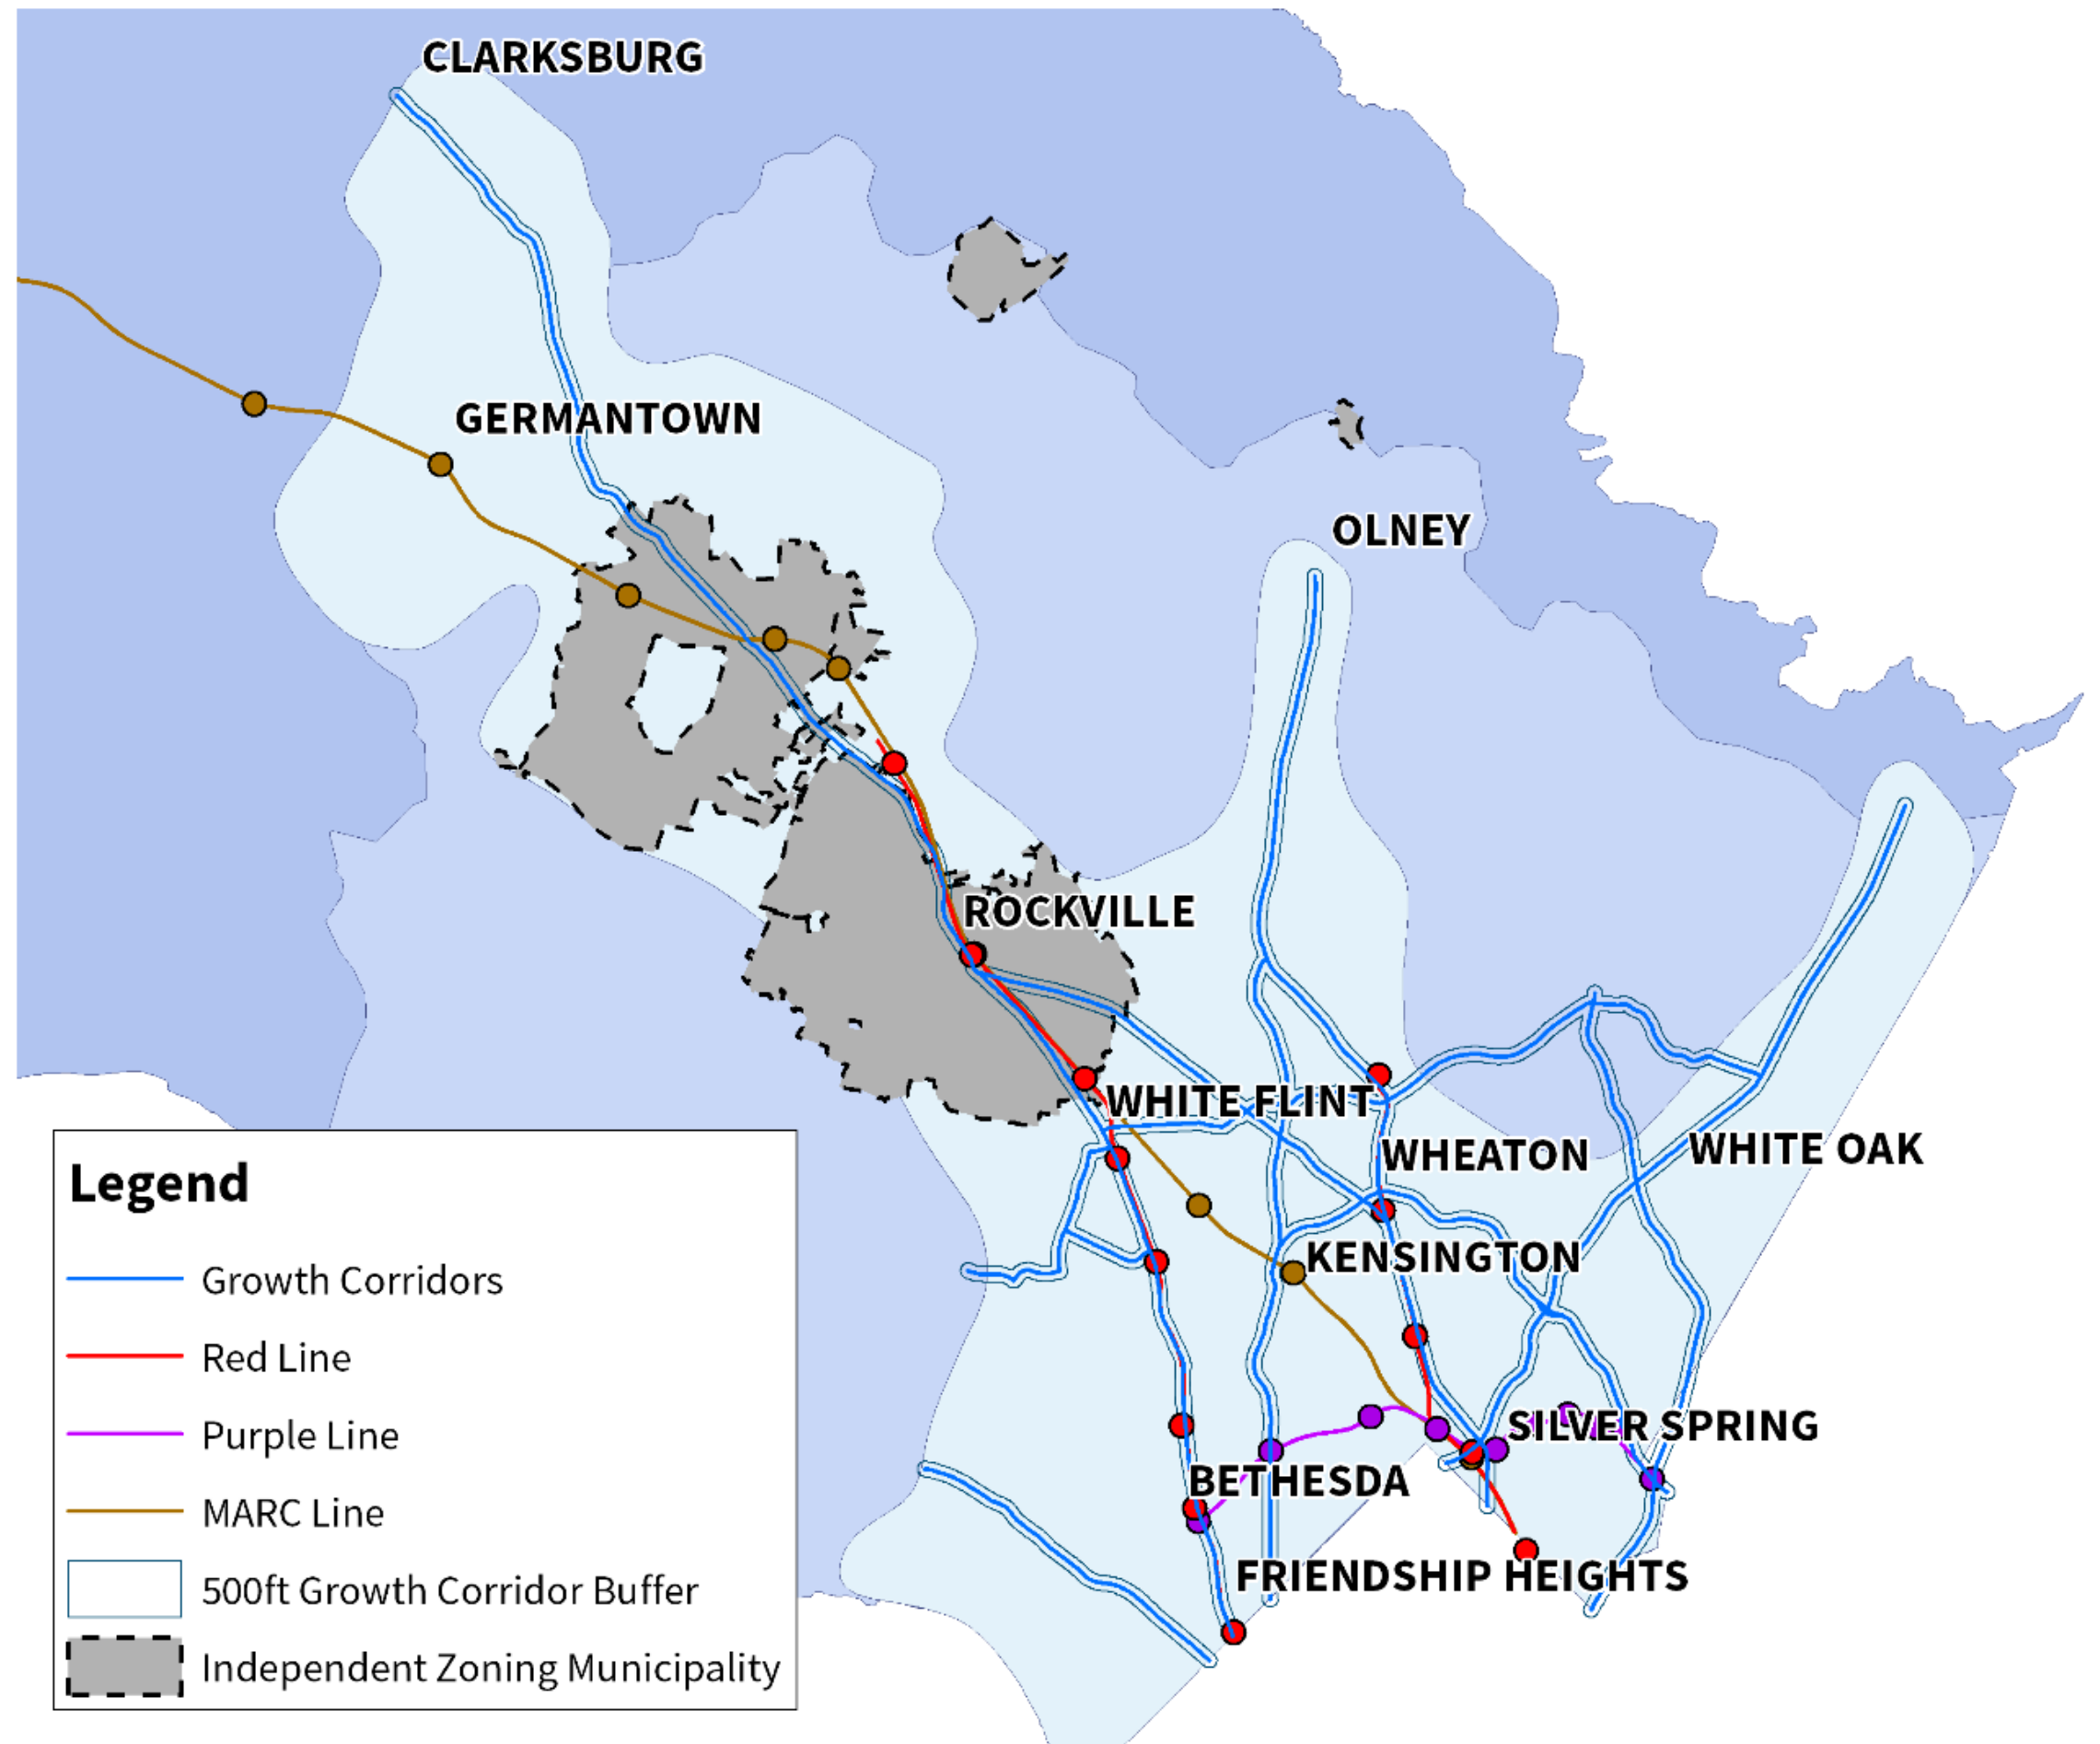 CLARKSBURG
GERMANTOWN
OLNEY
ROCKVILLE
WHITE FLINT
WHEATON
WHITE OAK
KENSINGTON
SILVER SPRING
BETHESDA
FRIENDSHIP HEIGHTS
Legend
Growth Corridors
Red Line
Purple Line
MARC Line
500ft Growth Corridor Buffer
Independent Zoning Municipality